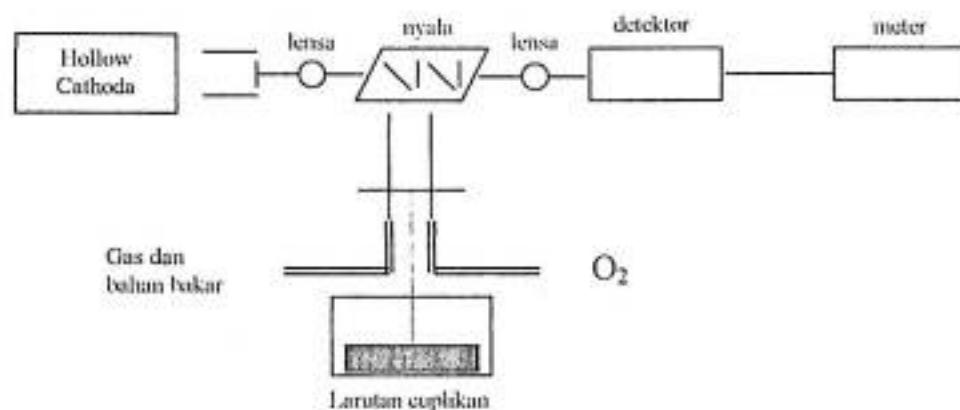 Hollow
Cathoda
lensa
nyala
lensa
detektor
meter
Gas dan
bahan bakar
O₂
Larutan cuplikan